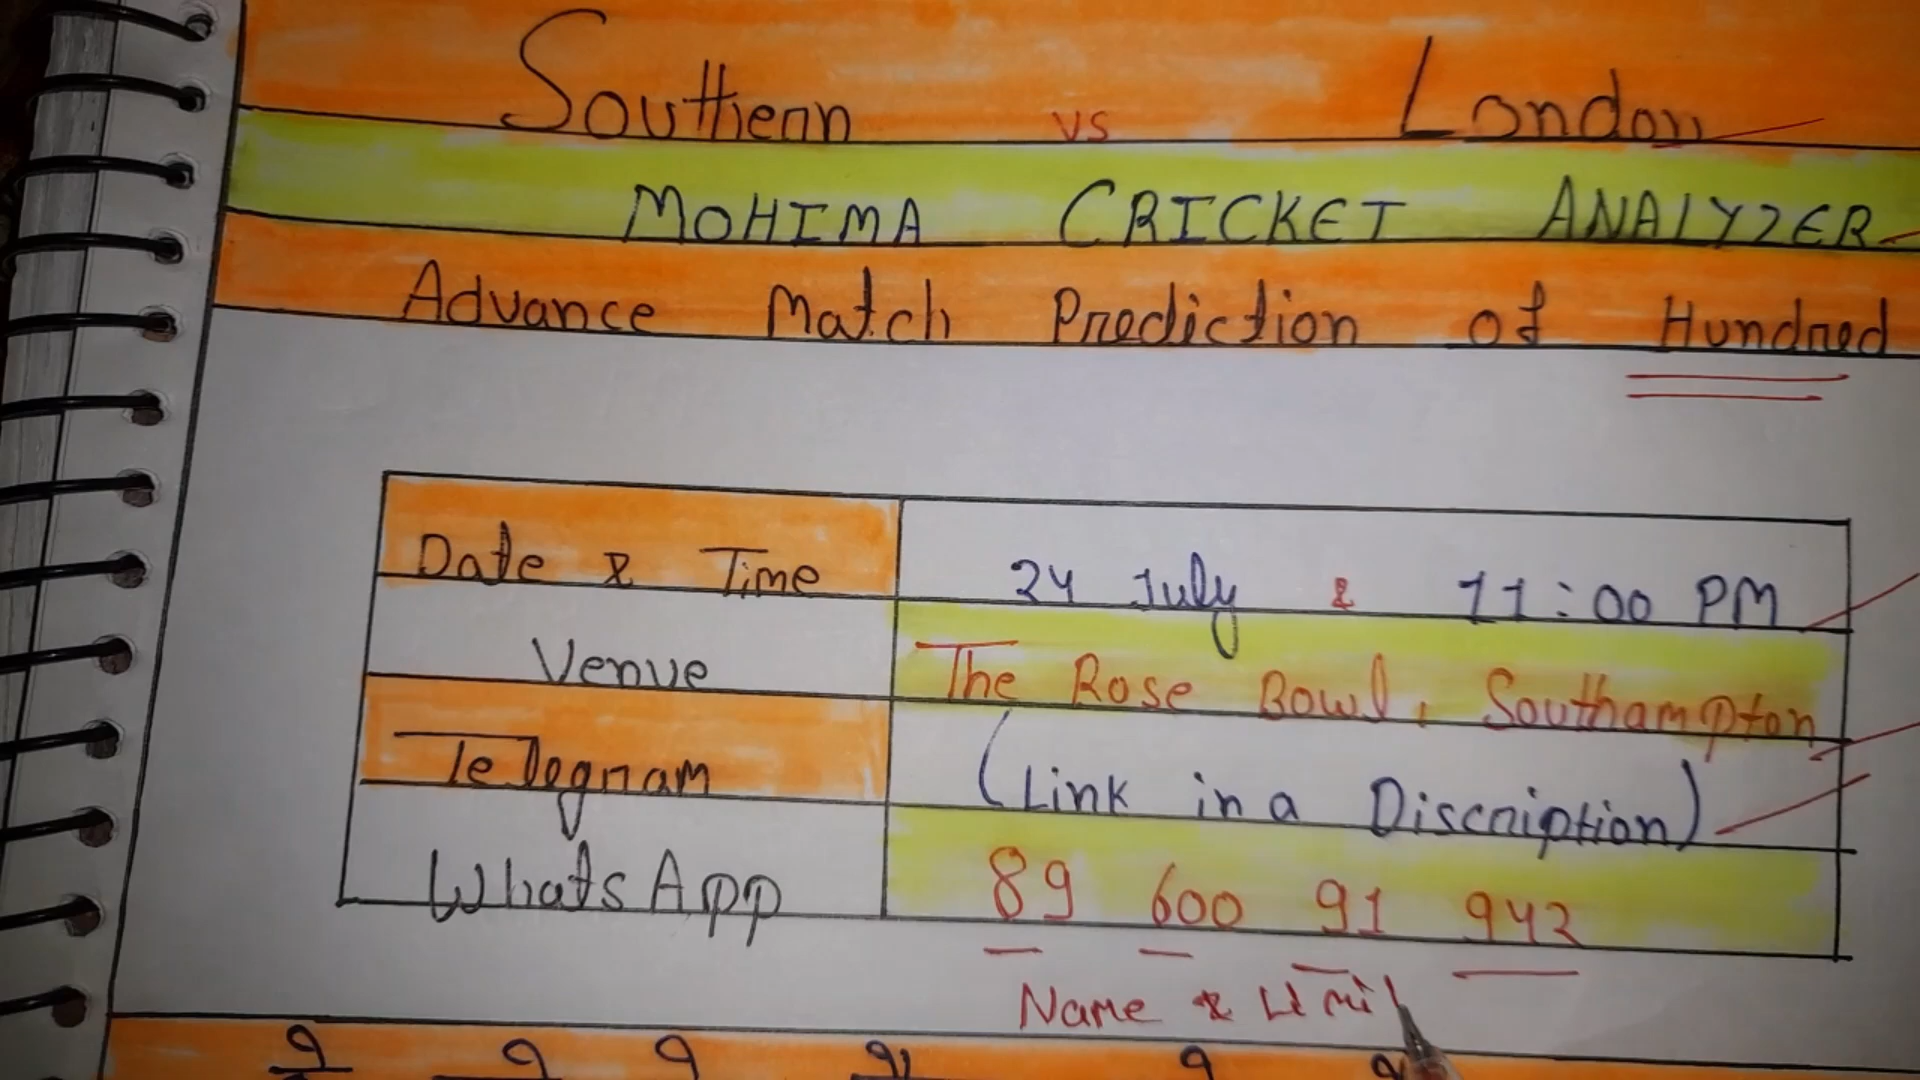 Southern vs London
MOHIMA CRICKET ANALYZER
Advance Match Prediction of Hundred
Date & Time 24 July & 11:00 PM
Venue The Rose Bowl, Southampton
Telegram (Link in a Discription)
WhatsApp 89 600 91 942
Name &